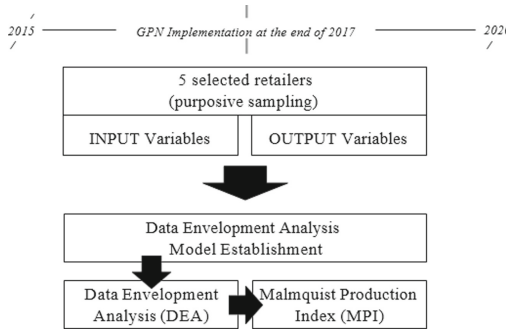 2015
GPN Implementation at the end of 2017
2020
5 selected retailers
(purposive sampling)
INPUT Variables
OUTPUT Variables
Data Envelopment Analysis
Model Establishment
Data Envelopment
Analysis (DEA)
Malmquist Production
Index (MPI)